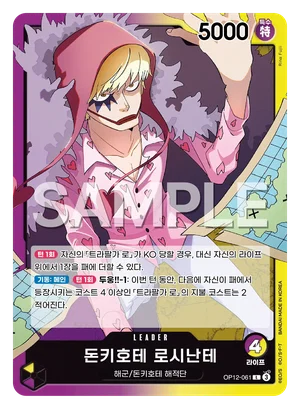 5000
특수
特
SAMPLE
턴 1회 자신의 「트라팔가 로」가 KO 당할 경우, 대신 자신의 라이프
위에서 1장을 패에 더할 수 있다.
기동: 메인 턴 1회 두웅!!-1: 이번 턴 동안, 다음에 자신이 패에서
등장시키는 코스트 4 이상의 「트라팔가 로」의 지불 코스트는 2
적어진다.
LEADER
돈키호테 로시난테
해군/돈키호테 해적단
4
라이프
OP12-061 L